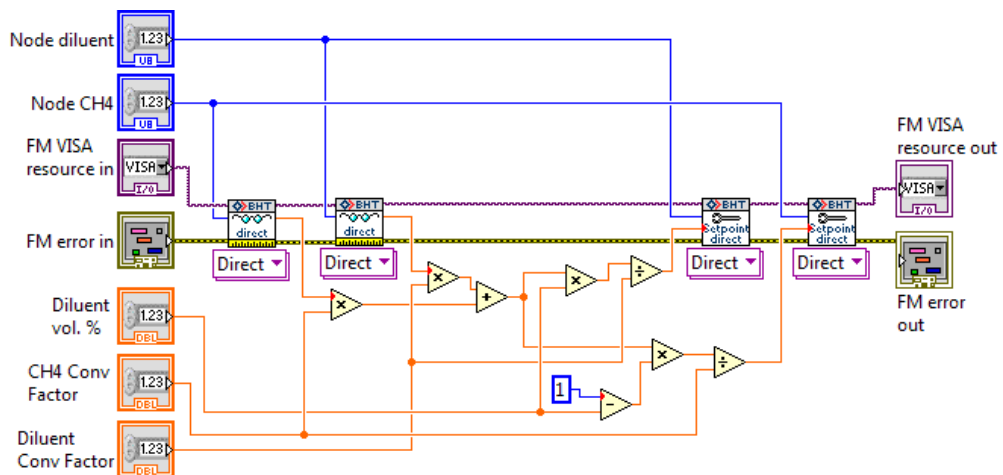 Node diluent
1.23
U8
Node CH4
1.23
U8
FM VISA
resource in
VISA
I/O
FM error in
Diluent
vol. %
1.23
DBL
CH4 Conv
Factor
1.23
DBL
Diluent
Conv Factor
1.23
DBL
BHT
direct
Direct
BHT
direct
Direct
BHT
Setpoint
direct
Direct
BHT
Setpoint
direct
Direct
×
×
+
×
÷
1
−
×
÷
FM VISA
resource out
VISA
I/O
FM error
out